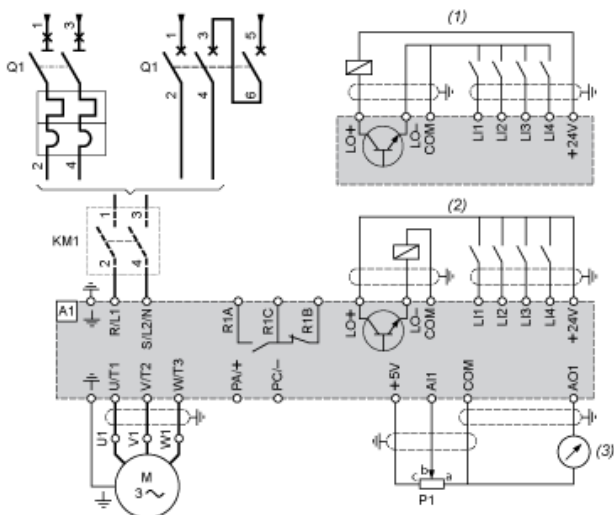 1 3
Q1
2 4
1 3 5
Q1
2 4 6
(1)
LO+ LO– COM LI1 LI2 LI3 LI4 +24V
KM1
1 3
2 4
(2)
A1
R/L1 S/L2/N R1A R1C R1B LO+ LO– COM LI1 LI2 LI3 LI4 +24V
U/T1 V/T2 W/T3 PA/+ PC/– +5V AI1 COM AO1
U1 V1 W1
M
3
c b a
P1
(3)